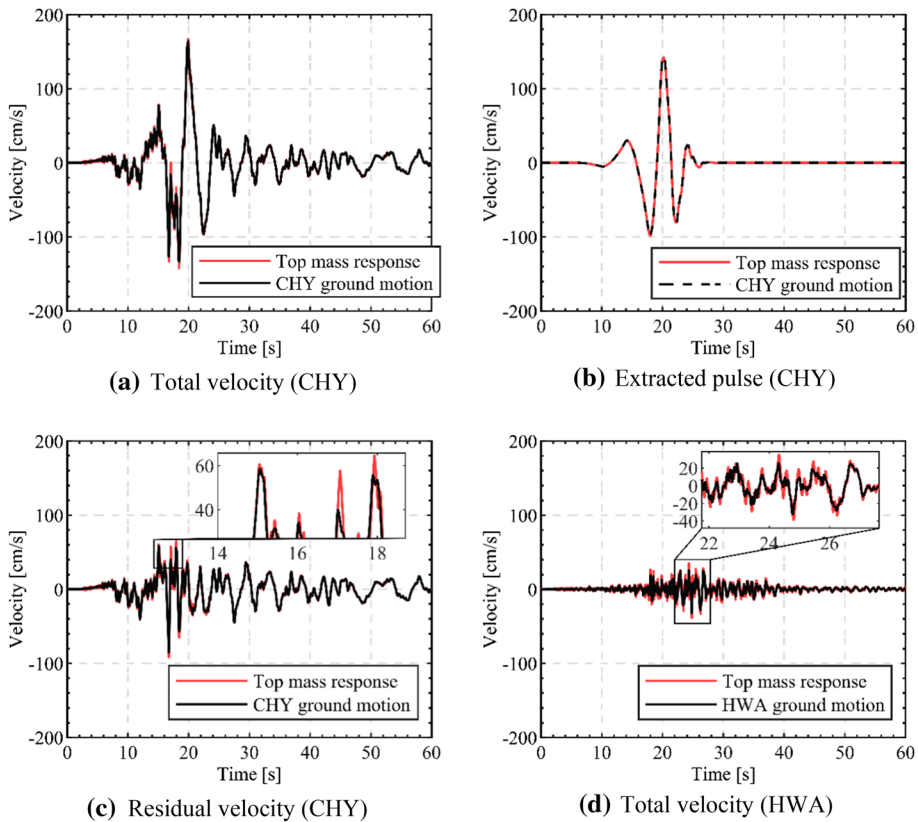 200
100
0
-100
-200
Velocity [cm/s]
Top mass response
CHY ground motion
0 10 20 30 40 50 60
Time [s]
(a) Total velocity (CHY)
200
100
0
-100
-200
Velocity [cm/s]
Top mass response
CHY ground motion
0 10 20 30 40 50 60
Time [s]
(b) Extracted pulse (CHY)
200
100
0
-100
-200
Velocity [cm/s]
60
40
14 16 18
Top mass response
CHY ground motion
0 10 20 30 40 50 60
Time [s]
(c) Residual velocity (CHY)
200
100
0
-100
-200
Velocity [cm/s]
20
0
-20
-40
22 24 26
Top mass response
HWA ground motion
0 10 20 30 40 50 60
Time [s]
(d) Total velocity (HWA)